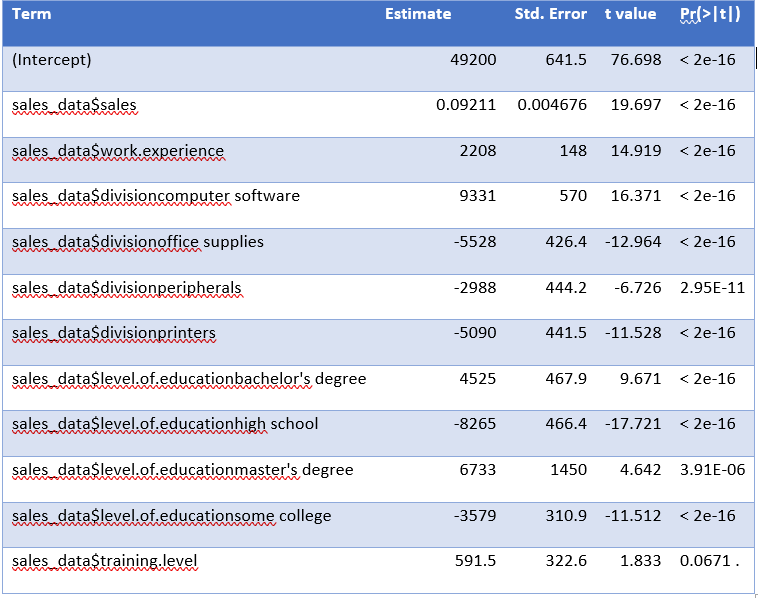 Term Estimate Std. Error t value Pr(>|t|)
(Intercept) 49200 641.5 76.698 < 2e-16
sales_data$sales 0.09211 0.004676 19.697 < 2e-16
sales_data$work.experience 2208 148 14.919 < 2e-16
sales_data$divisioncomputer software 9331 570 16.371 < 2e-16
sales_data$divisionoffice supplies -5528 426.4 -12.964 < 2e-16
sales_data$divisionperipherals -2988 444.2 -6.726 2.95E-11
sales_data$divisionprinters -5090 441.5 -11.528 < 2e-16
sales_data$level.of.educationbachelor's degree 4525 467.9 9.671 < 2e-16
sales_data$level.of.educationhigh school -8265 466.4 -17.721 < 2e-16
sales_data$level.of.educationmaster's degree 6733 1450 4.642 3.91E-06
sales_data$level.of.educationsome college -3579 310.9 -11.512 < 2e-16
sales_data$training.level 591.5 322.6 1.833 0.0671 .